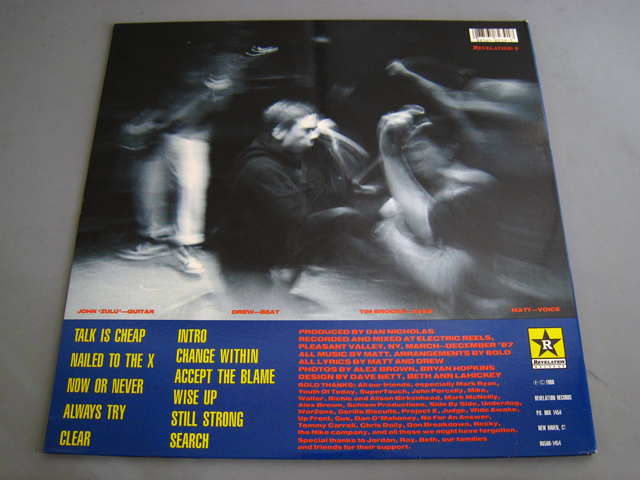 REVELATION: 9
JOHN "ZULU"—GUITAR
DREW—BEAT
TIM BROOKS—BASS
MATT—VOICE
TALK IS CHEAP
NAILED TO THE X
NOW OR NEVER
ALWAYS TRY
CLEAR
INTRO
CHANGE WITHIN
ACCEPT THE BLAME
WISE UP
STILL STRONG
SEARCH
PRODUCED BY DAN NICHOLAS
RECORDED AND MIXED AT ELECTRIC REELS,
PLEASANT VALLEY, NY, MARCH—DECEMBER '87
ALL MUSIC BY MATT, ARRANGEMENTS BY BOLD
ALL LYRICS BY MATT AND DREW
PHOTOS BY ALEX BROWN, BRYAN HOPKINS
DESIGN BY DAVE BETT, BETH ANN LAHICKEY
BOLD THANKS: All our friends, especially Mark Ryan,
Youth Of Today, SuperTouch, John Porcelly, Mike,
Walter, Richie and Alison Birkenhead, Mark McNeilly,
Alex Brown, Schism Productions, Side By Side, Underdog,
WarZone, Gorilla Biscuits, Project X, Judge, Wide Awake,
Up Front, Gus, Dan O'Mahoney, No For An Answer,
Tommy Carroll, Chris Daily, Don Breakdown, Becky,
the Nike company, and all those we might have forgotten.
Special thanks to Jordan, Ray, Beth, our families
and friends for their support.
R
REVELATION
RECORDS
℗ © 1988
REVELATION RECORDS
P.O. BOX 1454
NEW HAVEN, CT
06506-1454